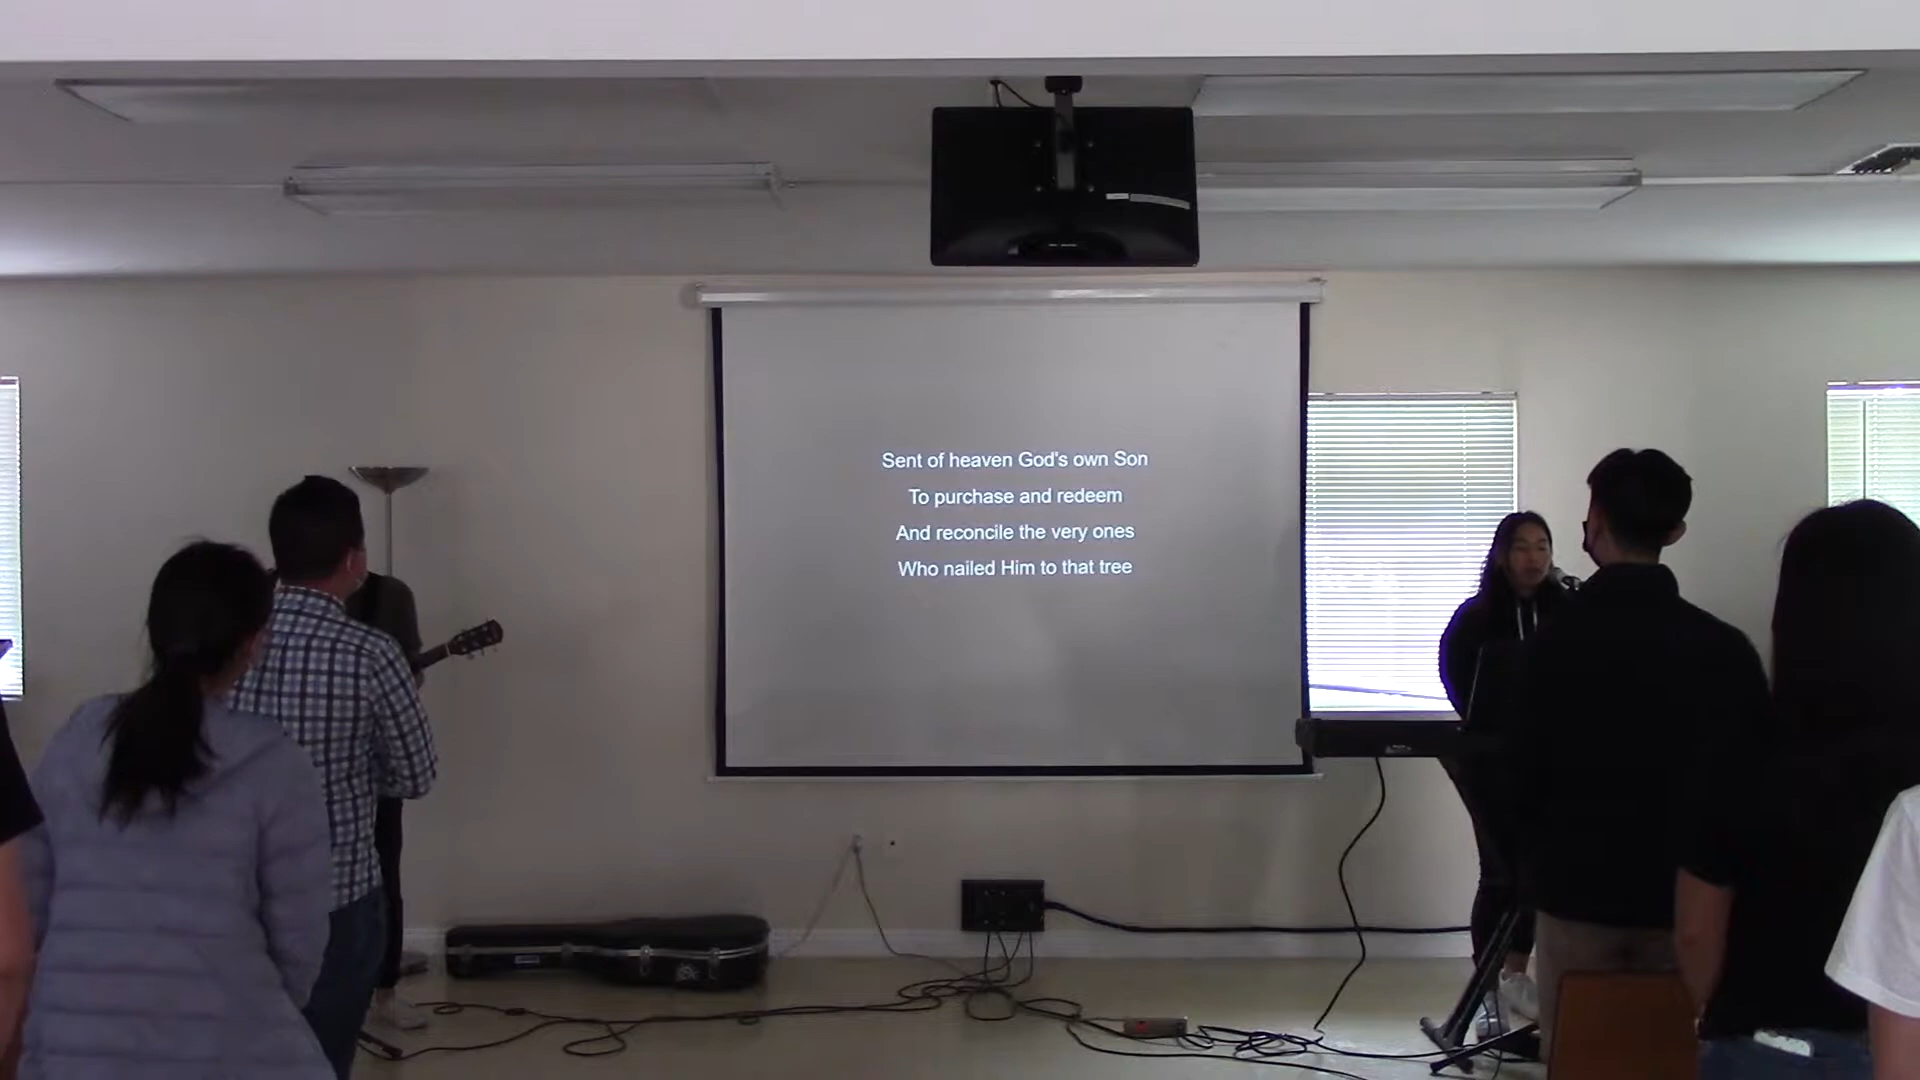 Sent of heaven God's own Son
To purchase and redeem
And reconcile the very ones
Who nailed Him to that tree